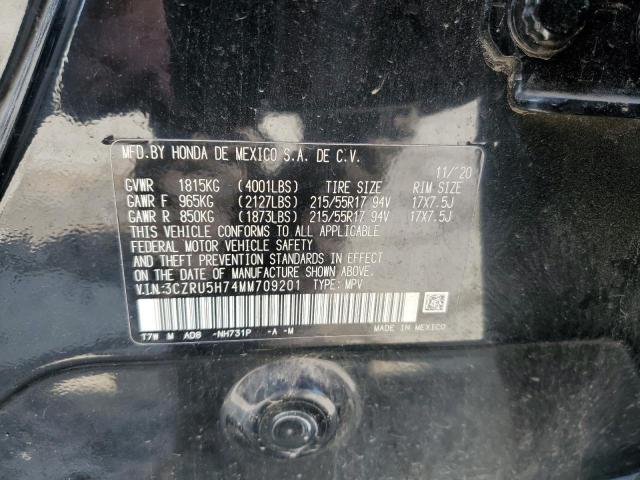 MFD.BY HONDA DE MEXICO S.A. DE C.V.
11/'20
GVWR 1815KG (4001LBS) TIRE SIZE RIM SIZE
GAWR F 965KG (2127LBS) 215/55R17 94V 17X7.5J
GAWR R 850KG (1873LBS) 215/55R17 94V 17X7.5J
THIS VEHICLE CONFORMS TO ALL APPLICABLE
FEDERAL MOTOR VEHICLE SAFETY
AND THEFT PREVENTION STANDARDS IN EFFECT
ON THE DATE OF MANUFACTURE SHOWN ABOVE.
V.I.N.:3CZRU5H74MM709201 TYPE: MPV
T7W M AO8 -NH731P -A -M
MADE IN MEXICO